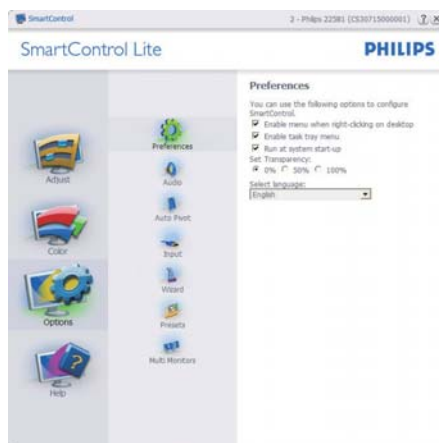 SmartControl
2 - Philips 225B1 (CS30715000001)
SmartControl Lite
PHILIPS
Adjust
Color
Options
Help
Preferences
Audio
Auto Pivot
Input
Wizard
Presets
Multi Monitors
Preferences
You can use the following options to configure
SmartControl.
Enable menu when right-clicking on desktop
Enable task tray menu
Run at system start-up
Set Transparency:
0% 50% 100%
Select language:
English